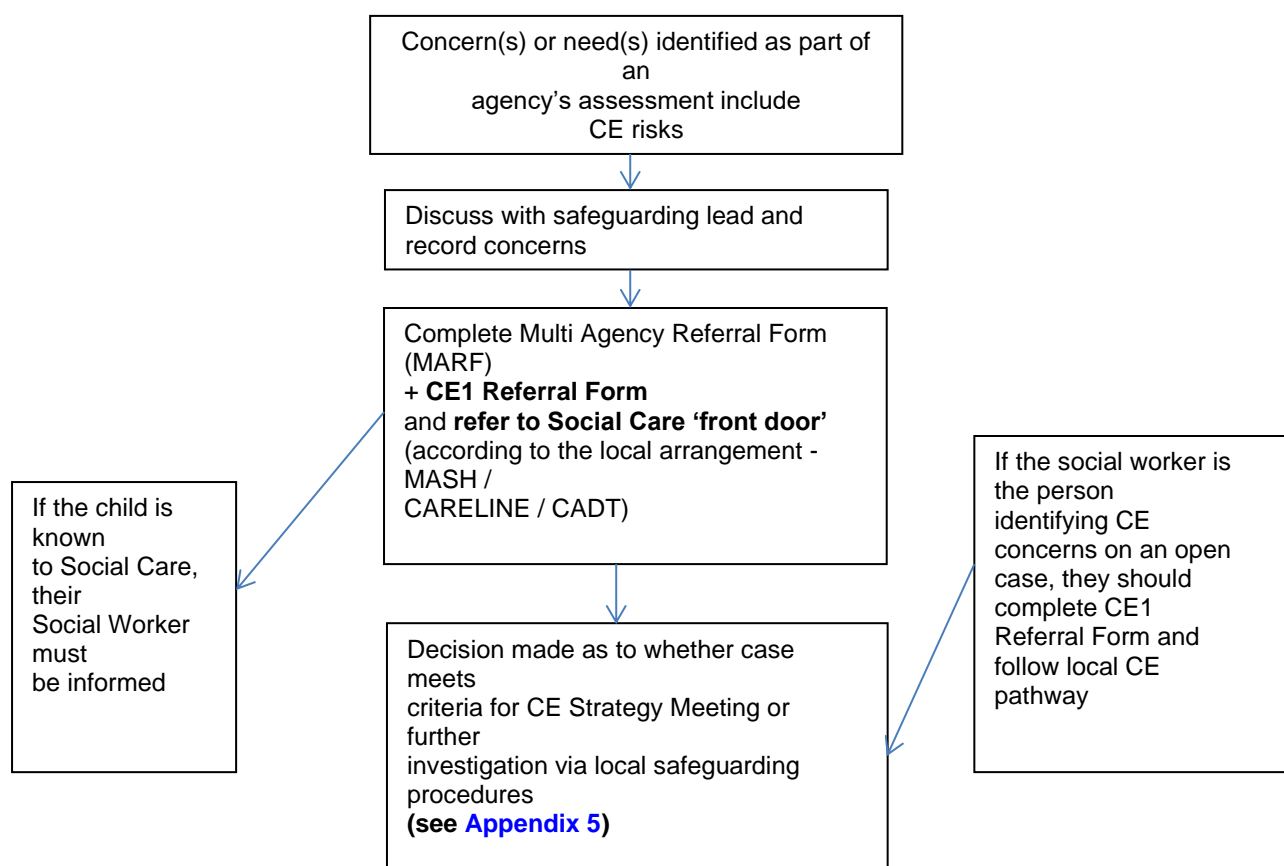 Concern(s) or need(s) identified as part of
an
agency’s assessment include
CE risks
Discuss with safeguarding lead and
record concerns
Complete Multi Agency Referral Form
(MARF)
+ CE1 Referral Form
and refer to Social Care ‘front door’
(according to the local arrangement -
MASH /
CARELINE / CADT)
If the child is
known
to Social Care,
their
Social Worker
must
be informed
If the social worker is
the person
identifying CE
concerns on an open
case, they should
complete CE1
Referral Form and
follow local CE
pathway
Decision made as to whether case
meets
criteria for CE Strategy Meeting or
further
investigation via local safeguarding
procedures
(see Appendix 5)